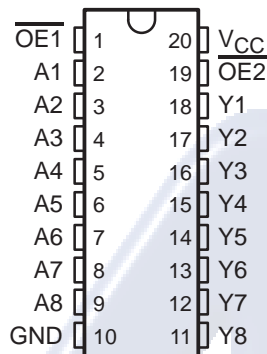 O̅E̅1̅ 1 20 VCC
A1 2 19 O̅E̅2̅
A2 3 18 Y1
A3 4 17 Y2
A4 5 16 Y3
A5 6 15 Y4
A6 7 14 Y5
A7 8 13 Y6
A8 9 12 Y7
GND 10 11 Y8